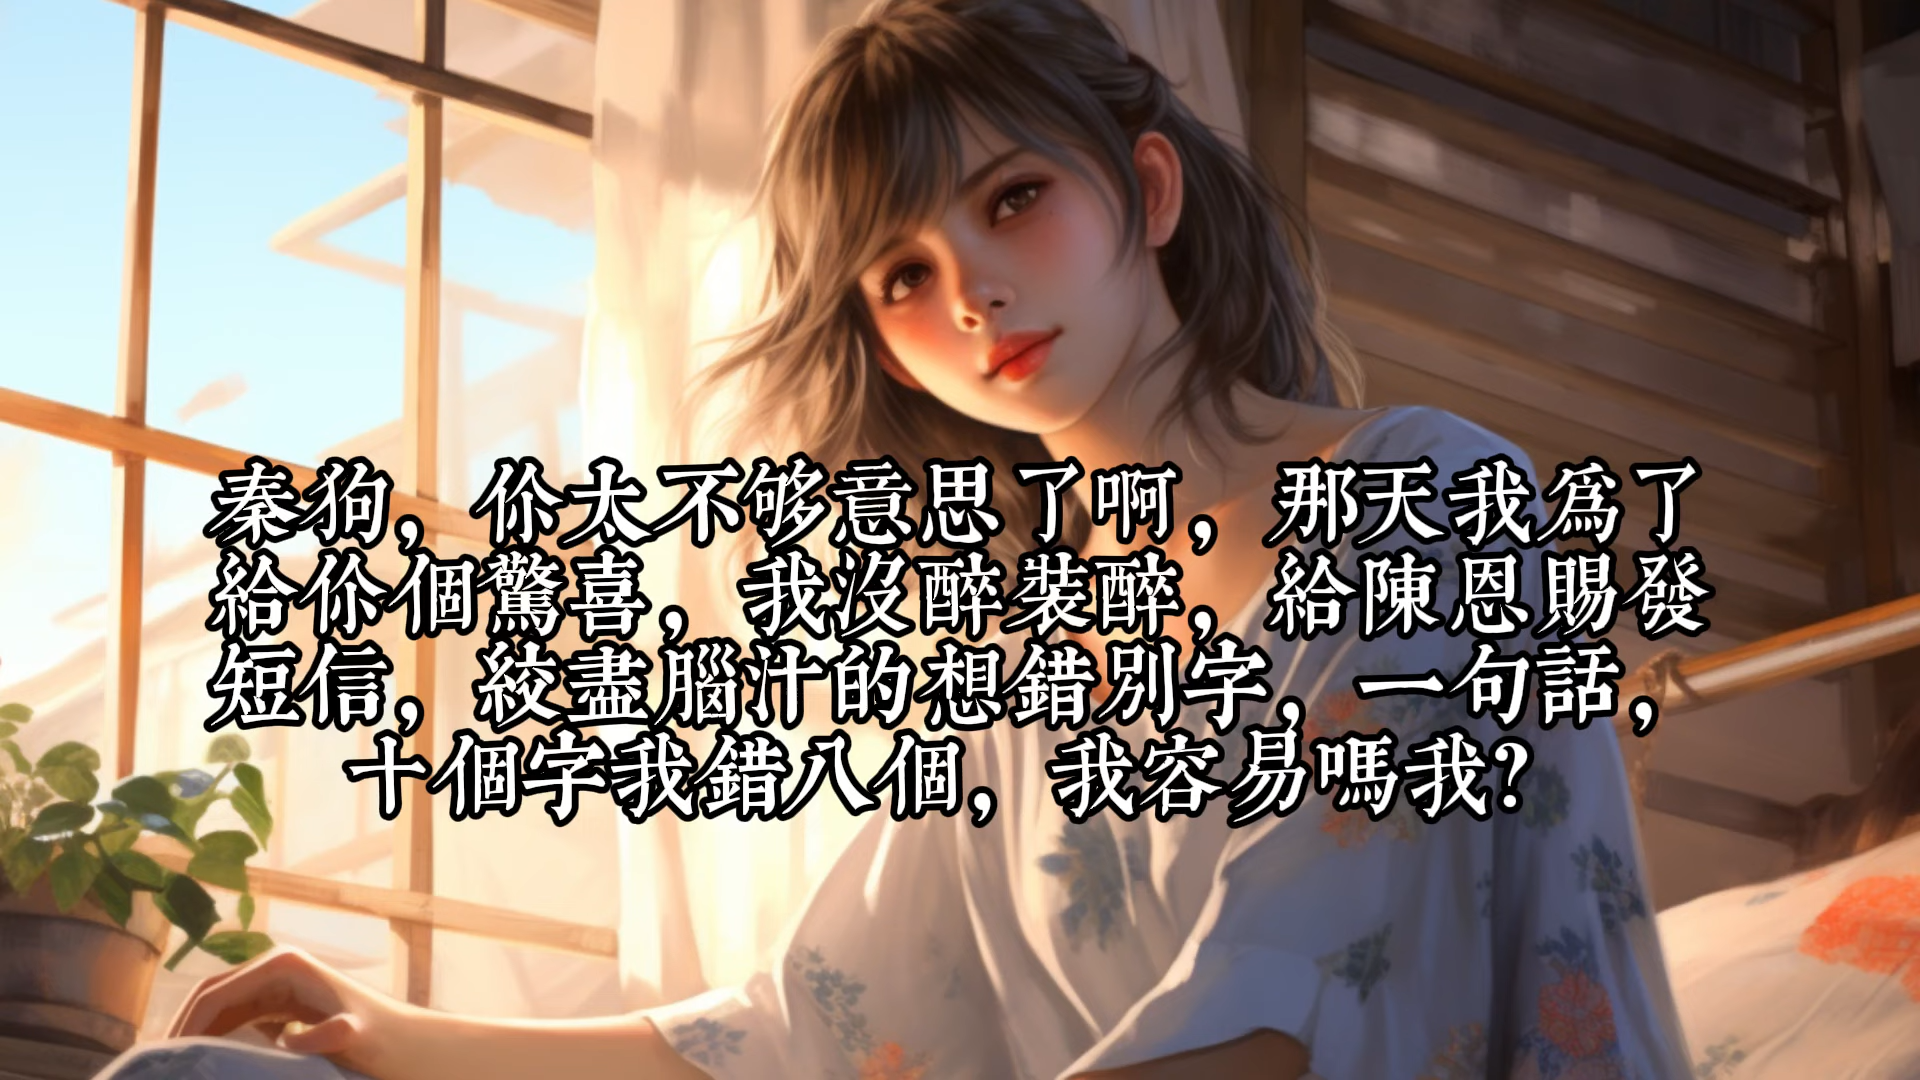 秦狗，你太不够意思了啊，那天我爲了
給你個驚喜，我沒醉裝醉，給陳恩賜發
短信，絞盡腦汁的想錯別字，一句話，
十個字我錯八個，我容易嗎我？